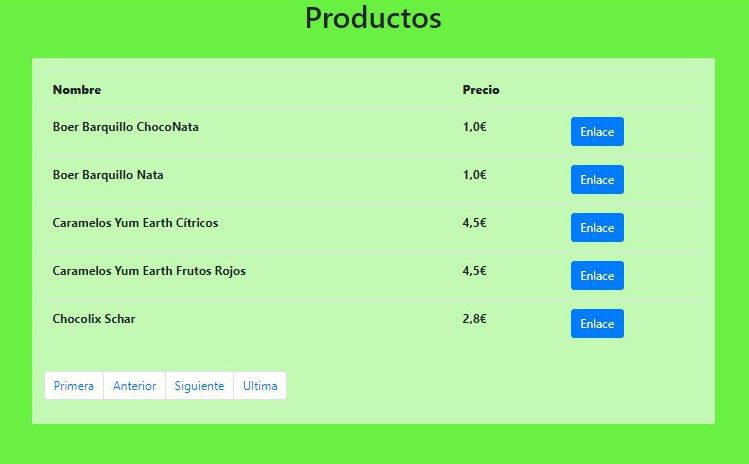 Productos
Nombre Precio
Boer Barquillo ChocoNata 1,0€ Enlace
Boer Barquillo Nata 1,0€ Enlace
Caramelos Yum Earth Cítricos 4,5€ Enlace
Caramelos Yum Earth Frutos Rojos 4,5€ Enlace
Chocolix Schar 2,8€ Enlace
Primera Anterior Siguiente Ultima